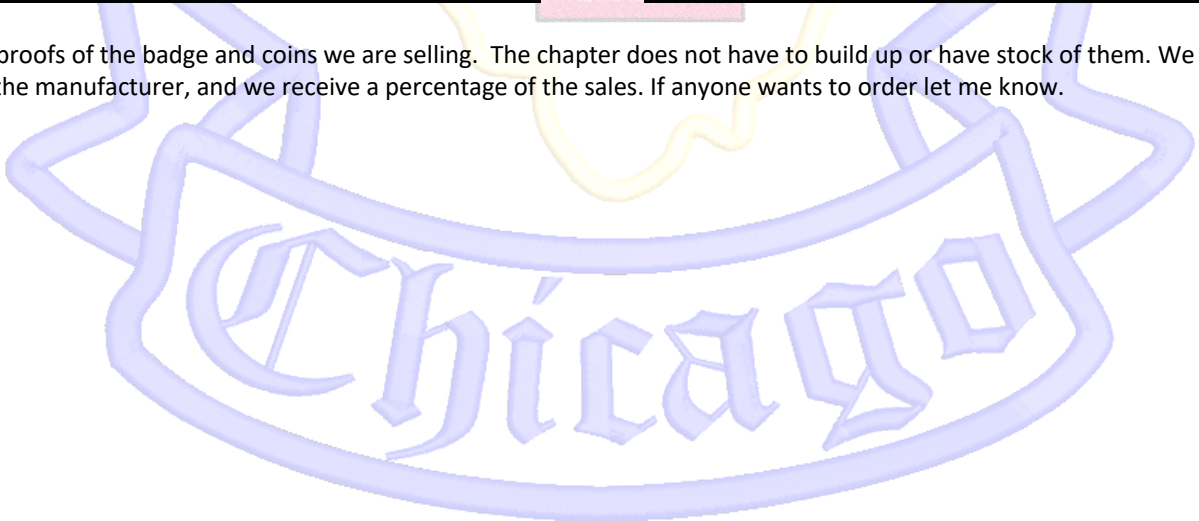 proofs of the badge and coins we are selling.  The chapter does not have to build up or have stock of them. We
the manufacturer, and we receive a percentage of the sales. If anyone wants to order let me know.
Chicago